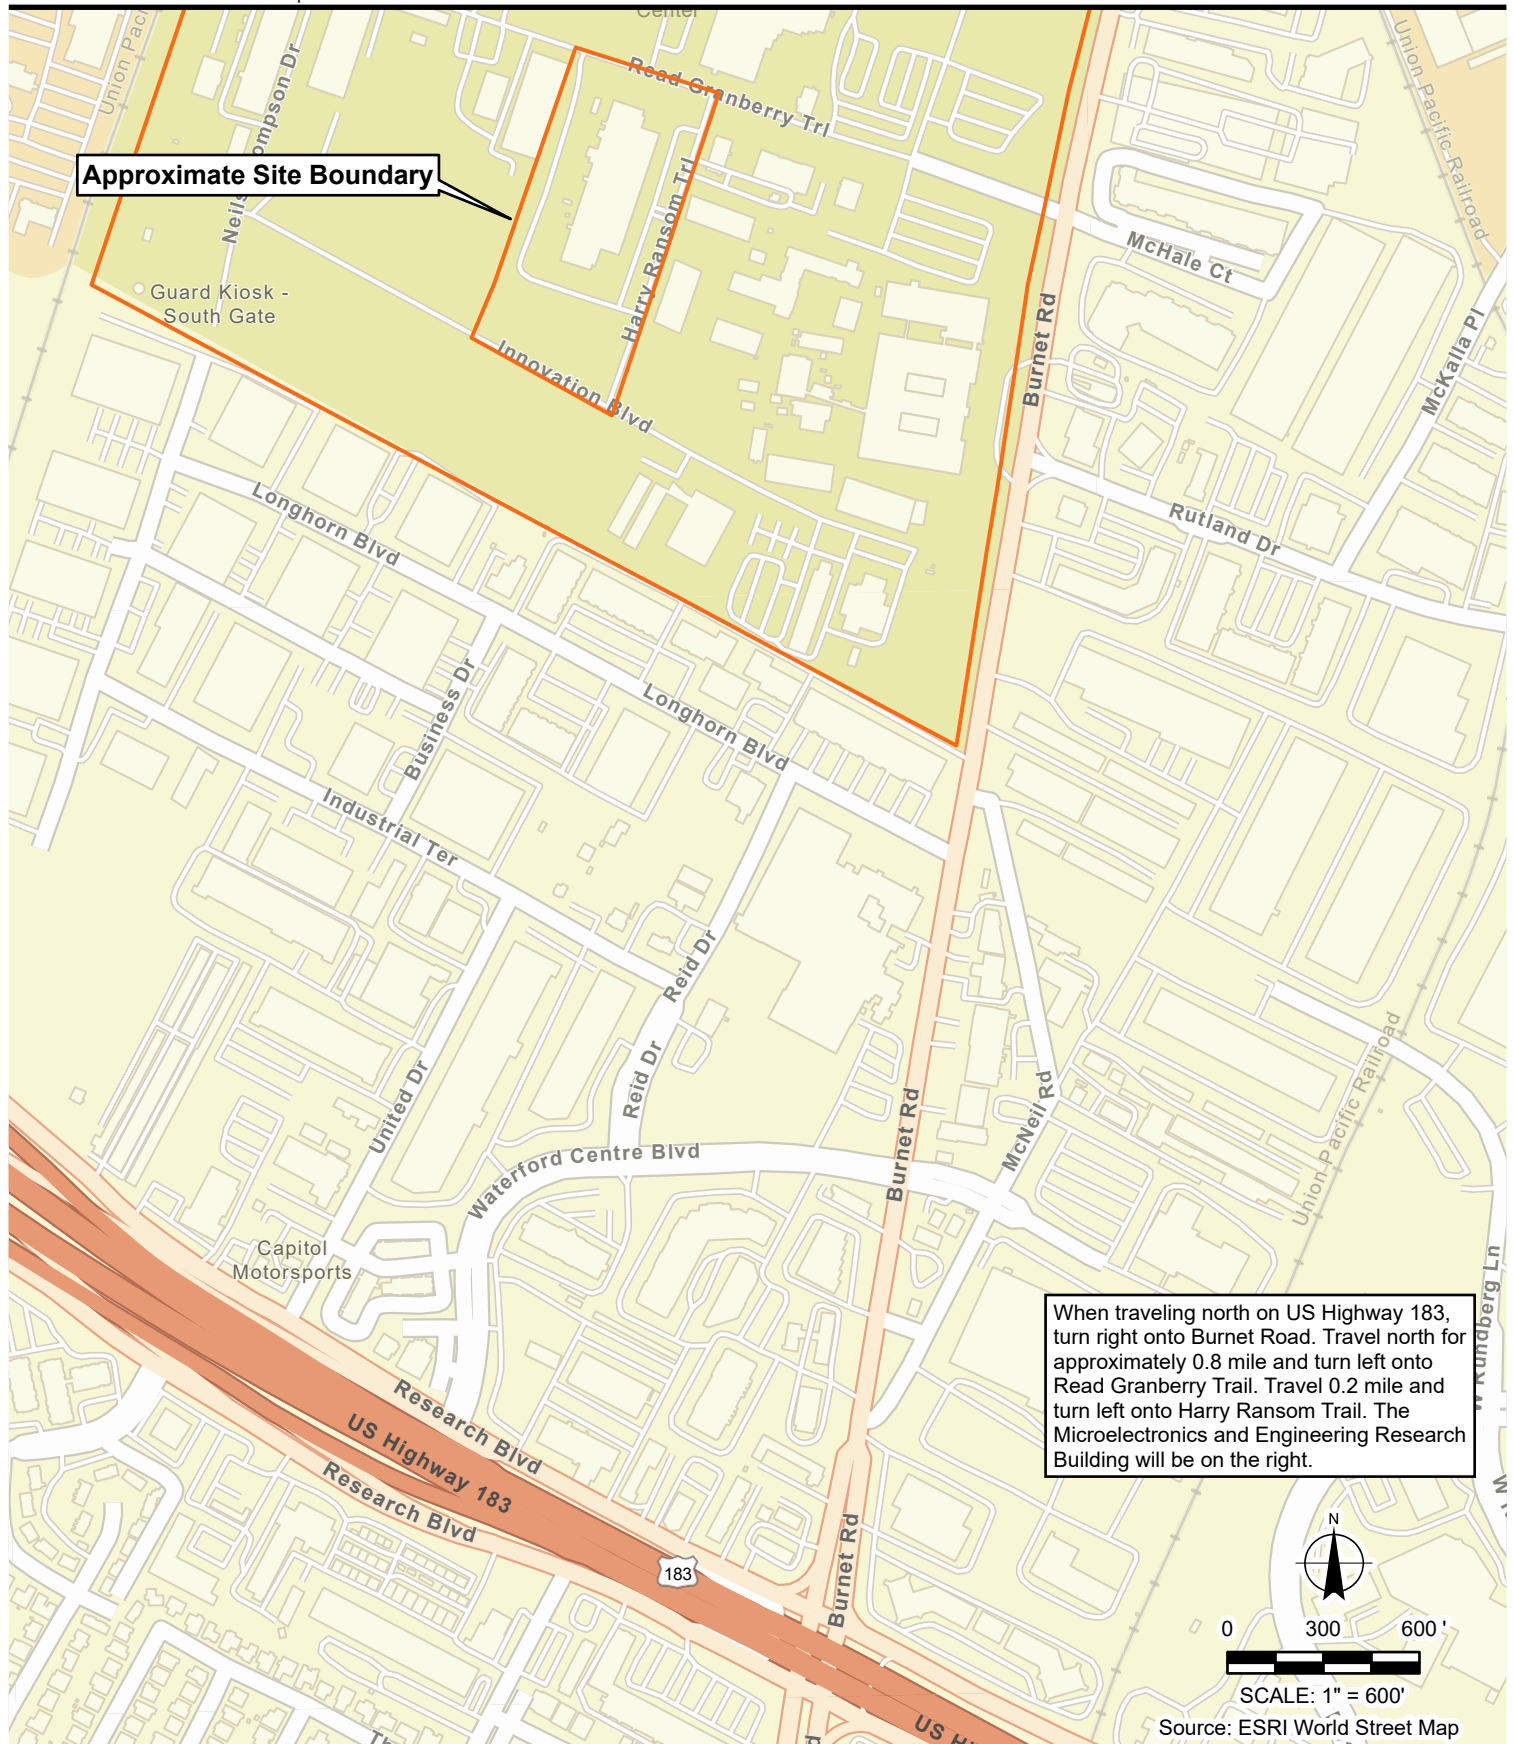 Center
Union Paci
Union Pacific Railroad
Neils
ompson Dr
Read Granberry Trl
Approximate Site Boundary
Harry Ransom Trl
McHale Ct
Guard Kiosk -
South Gate
Burnet Rd
McKalla Pl
Innovation Blvd
Longhorn Blvd
Rutland Dr
Business Dr
Longhorn Blvd
Industrial Ter
Reid Dr
Reid Dr
United Dr
Burnet Rd
McNeil Rd
Union Pacific Railroad
Waterford Centre Blvd
Capitol
Motorsports
W Rundberg Ln
When traveling north on US Highway 183,
turn right onto Burnet Road. Travel north for
approximately 0.8 mile and turn left onto
Read Granberry Trail. Travel 0.2 mile and
turn left onto Harry Ransom Trail. The
Microelectronics and Engineering Research
Building will be on the right.
Research Blvd
US Highway 183
Research Blvd
183
Burnet Rd
N
0 300 600 '
SCALE: 1" = 600'
US H
Th
Source: ESRI World Street Map